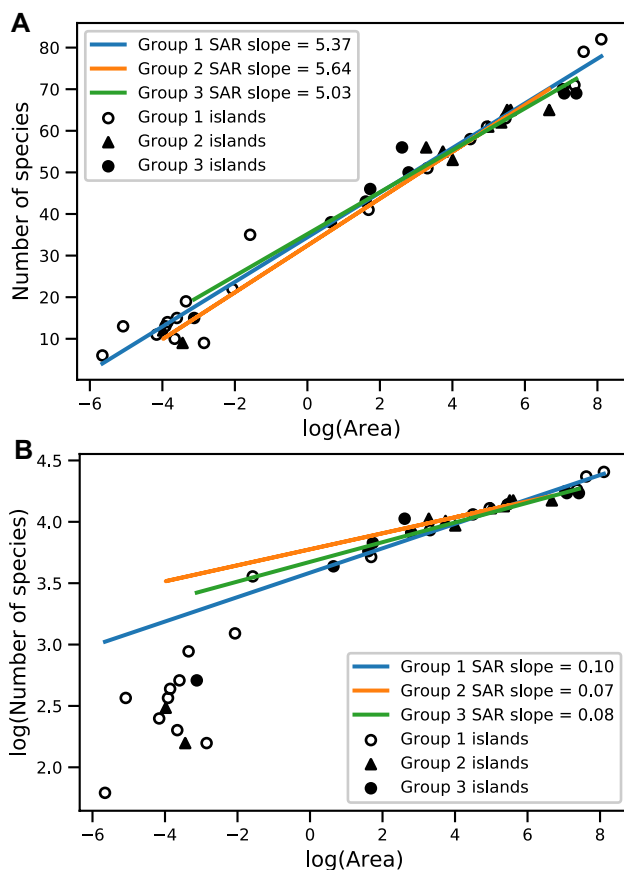 A
Group 1 SAR slope = 5.37
Group 2 SAR slope = 5.64
Group 3 SAR slope = 5.03
Group 1 islands
Group 2 islands
Group 3 islands
Number of species
80
70
60
50
40
30
20
10
−6 −4 −2 0 2 4 6 8
log(Area)
B
log(Number of species)
4.5
4.0
3.5
3.0
2.5
2.0
Group 1 SAR slope = 0.10
Group 2 SAR slope = 0.07
Group 3 SAR slope = 0.08
Group 1 islands
Group 2 islands
Group 3 islands
−6 −4 −2 0 2 4 6 8
log(Area)